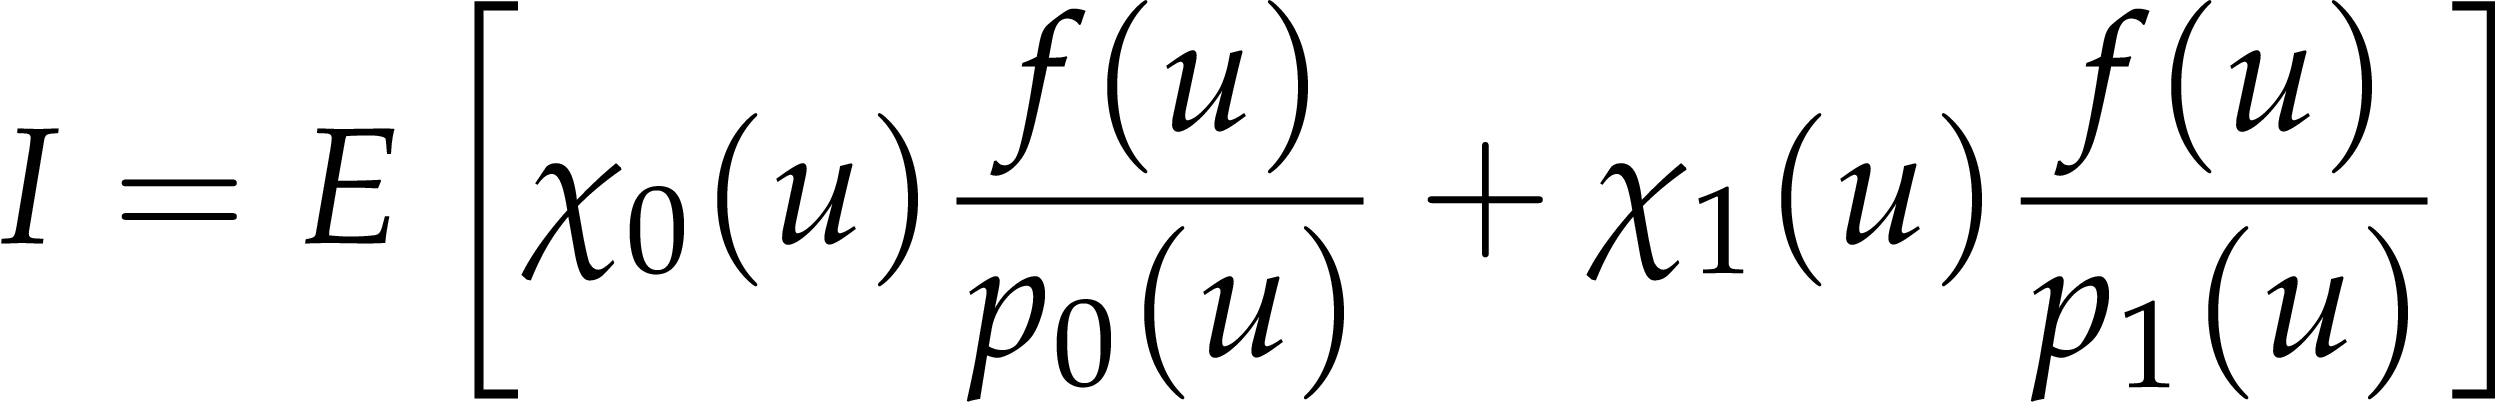 I = E [ χ₀(u) f(u)/p₀(u) + χ₁(u) f(u)/p₁(u) ]